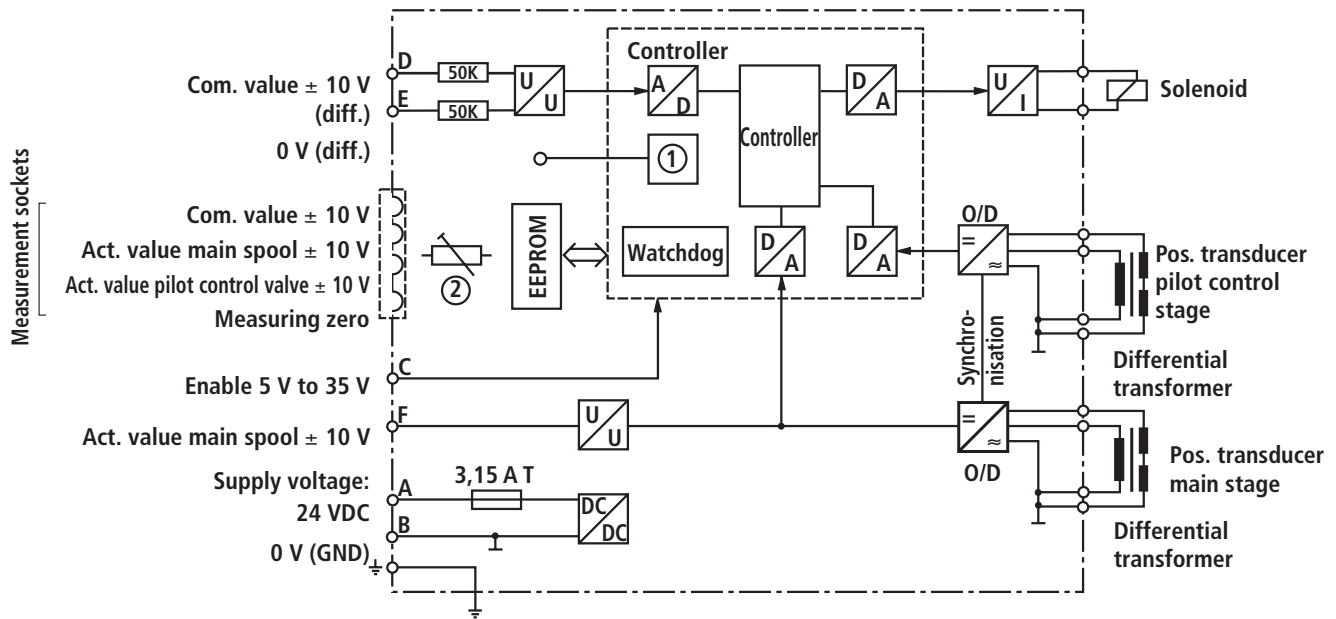 Measurement sockets
Com. value ± 10 V
(diff.)
0 V (diff.)
Com. value ± 10 V
Act. value main spool ± 10 V
Act. value pilot control valve ± 10 V
Measuring zero
Enable 5 V to 35 V
Act. value main spool ± 10 V
Supply voltage:
24 VDC
0 V (GND)
D
E
50K
50K
U
U
Controller
A
D
Controller
D
A
U
I
Solenoid
①
②
EEPROM
Watchdog
D
A
D
A
O/D
=
≈
Pos. transducer
pilot control
stage
Differential
transformer
Synchro-
nisation
C
F
U
U
=
≈
O/D
Pos. transducer
main stage
Differential
transformer
A
3,15 A T
DC
DC
B